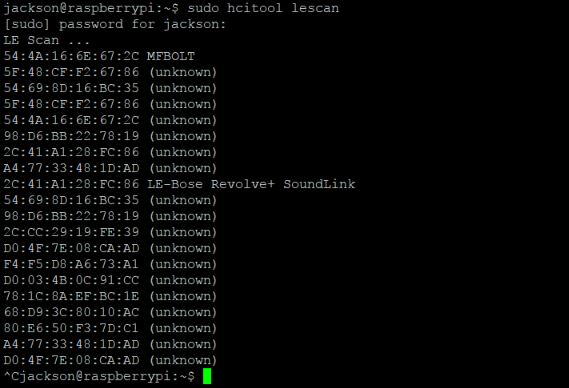 jackson@raspberrypi:~$ sudo hcitool lescan
[sudo] password for jackson:
LE Scan ...
54:4A:16:6E:67:2C MFBOLT
5F:48:CF:F2:67:86 (unknown)
54:69:8D:16:BC:35 (unknown)
5F:48:CF:F2:67:86 (unknown)
54:4A:16:6E:67:2C (unknown)
98:D6:BB:22:78:19 (unknown)
2C:41:A1:28:FC:86 (unknown)
A4:77:33:48:1D:AD (unknown)
2C:41:A1:28:FC:86 LE-Bose Revolve+ SoundLink
54:69:8D:16:BC:35 (unknown)
98:D6:BB:22:78:19 (unknown)
2C:CC:29:19:FE:39 (unknown)
D0:4F:7E:08:CA:AD (unknown)
F4:F5:D8:A6:73:A1 (unknown)
D0:03:4B:0C:91:CC (unknown)
78:1C:8A:EF:BC:1E (unknown)
68:D9:3C:80:10:AC (unknown)
80:E6:50:F3:7D:C1 (unknown)
A4:77:33:48:1D:AD (unknown)
D0:4F:7E:08:CA:AD (unknown)
^Cjackson@raspberrypi:~$